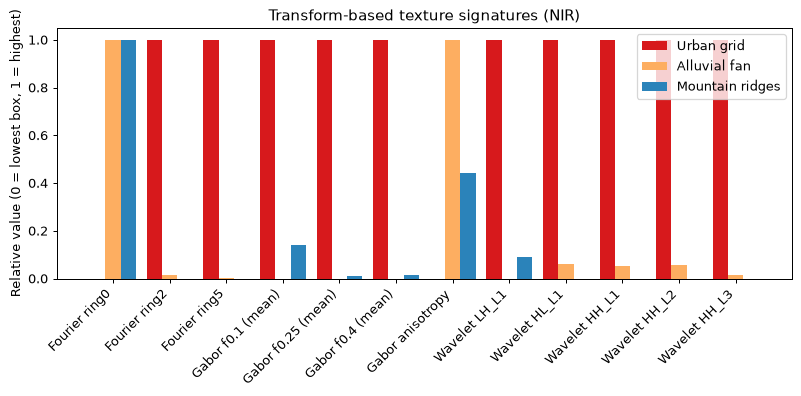 Transform-based texture signatures (NIR)
Relative value (0 = lowest box, 1 = highest)
1.0
0.8
0.6
0.4
0.2
0.0
Urban grid
Alluvial fan
Mountain ridges
Fourier ring0
Fourier ring2
Fourier ring5
Gabor f0.1 (mean)
Gabor f0.25 (mean)
Gabor f0.4 (mean)
Gabor anisotropy
Wavelet LH_L1
Wavelet HL_L1
Wavelet HH_L1
Wavelet HH_L2
Wavelet HH_L3